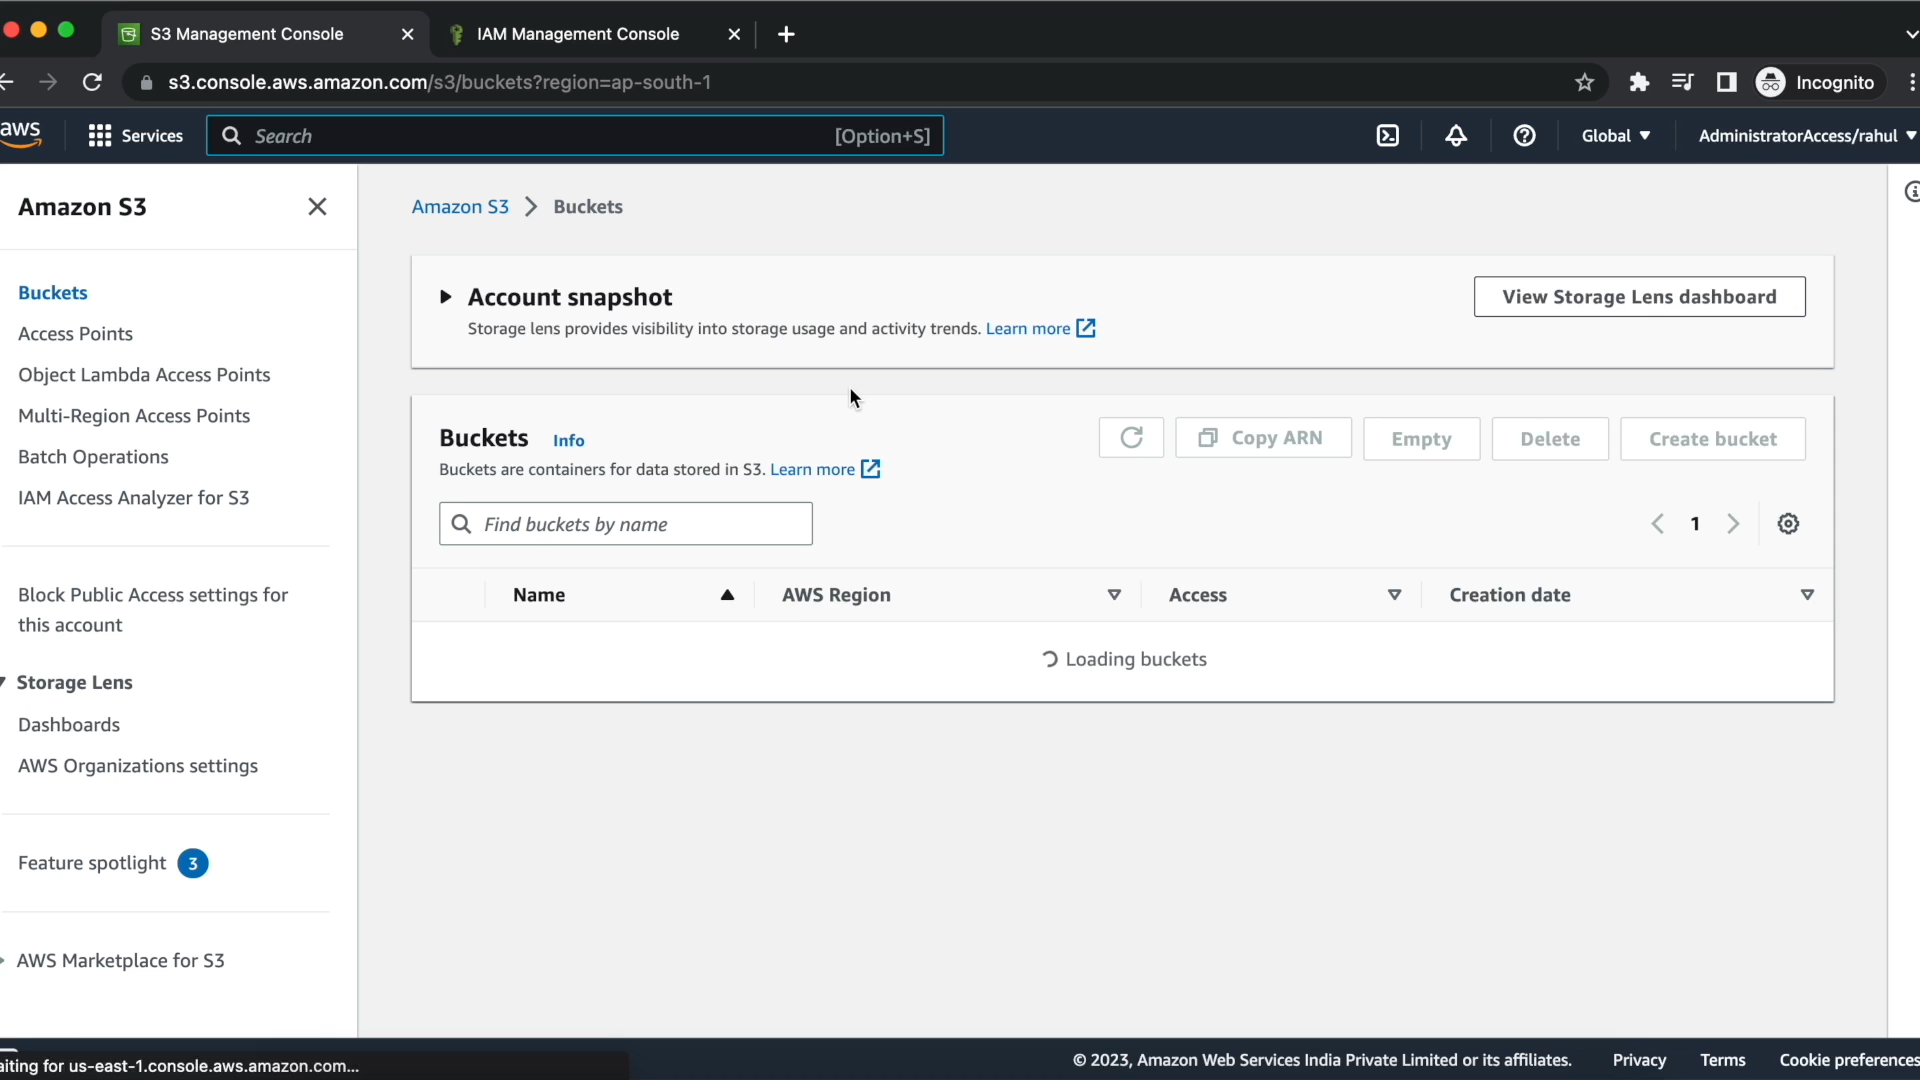 S3 Management Console
IAM Management Console
s3.console.aws.amazon.com/s3/buckets?region=ap-south-1
Incognito
aws
Services
Search
[Option+S]
Global
AdministratorAccess/rahul
Amazon S3
Buckets
Access Points
Object Lambda Access Points
Multi-Region Access Points
Batch Operations
IAM Access Analyzer for S3
Block Public Access settings for
this account
Storage Lens
Dashboards
AWS Organizations settings
Feature spotlight 3
AWS Marketplace for S3
Amazon S3 > Buckets
Account snapshot
Storage lens provides visibility into storage usage and activity trends. Learn more
View Storage Lens dashboard
Buckets Info
Buckets are containers for data stored in S3. Learn more
Copy ARN
Empty
Delete
Create bucket
Find buckets by name
1
Name
AWS Region
Access
Creation date
Loading buckets
aiting for us-east-1.console.aws.amazon.com...
© 2023, Amazon Web Services India Private Limited or its affiliates.
Privacy
Terms
Cookie preferences